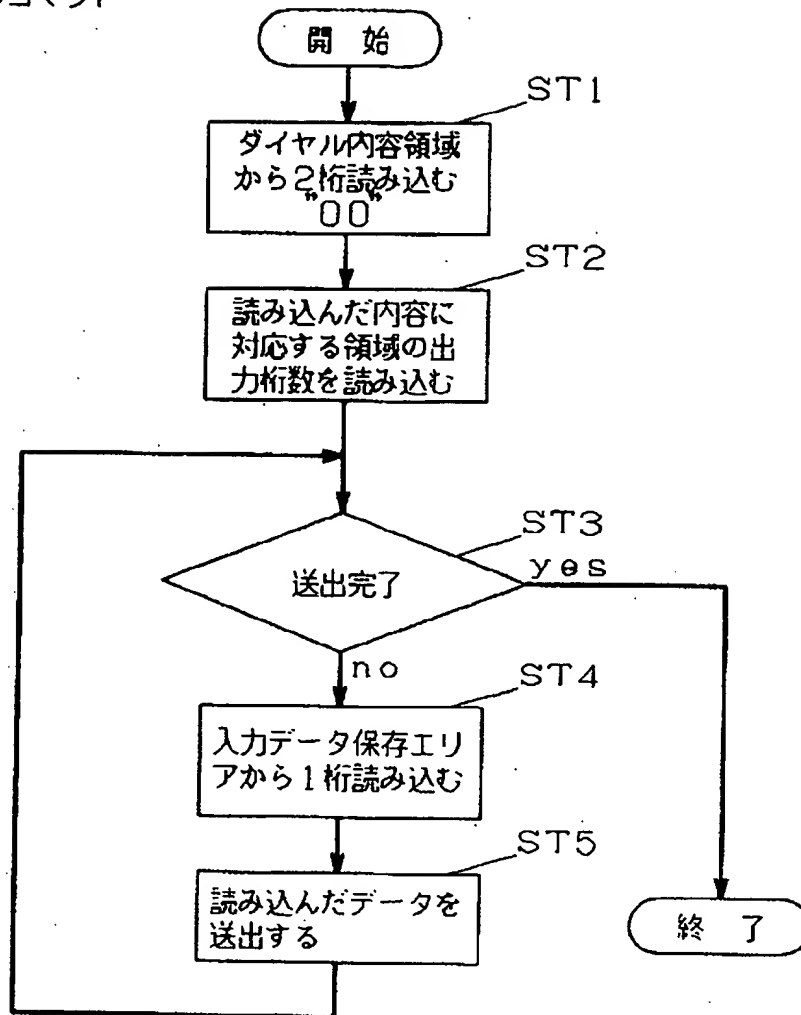 開 始
ST1
ダイヤル内容領域
から2桁読み込む
"00"
ST2
読み込んだ内容に
対応する領域の出
力桁数を読み込む
ST3
送出完了
yes
no
ST4
入力データ保存エリ
アから1桁読み込む
ST5
読み込んだデータを
送出する
終 了